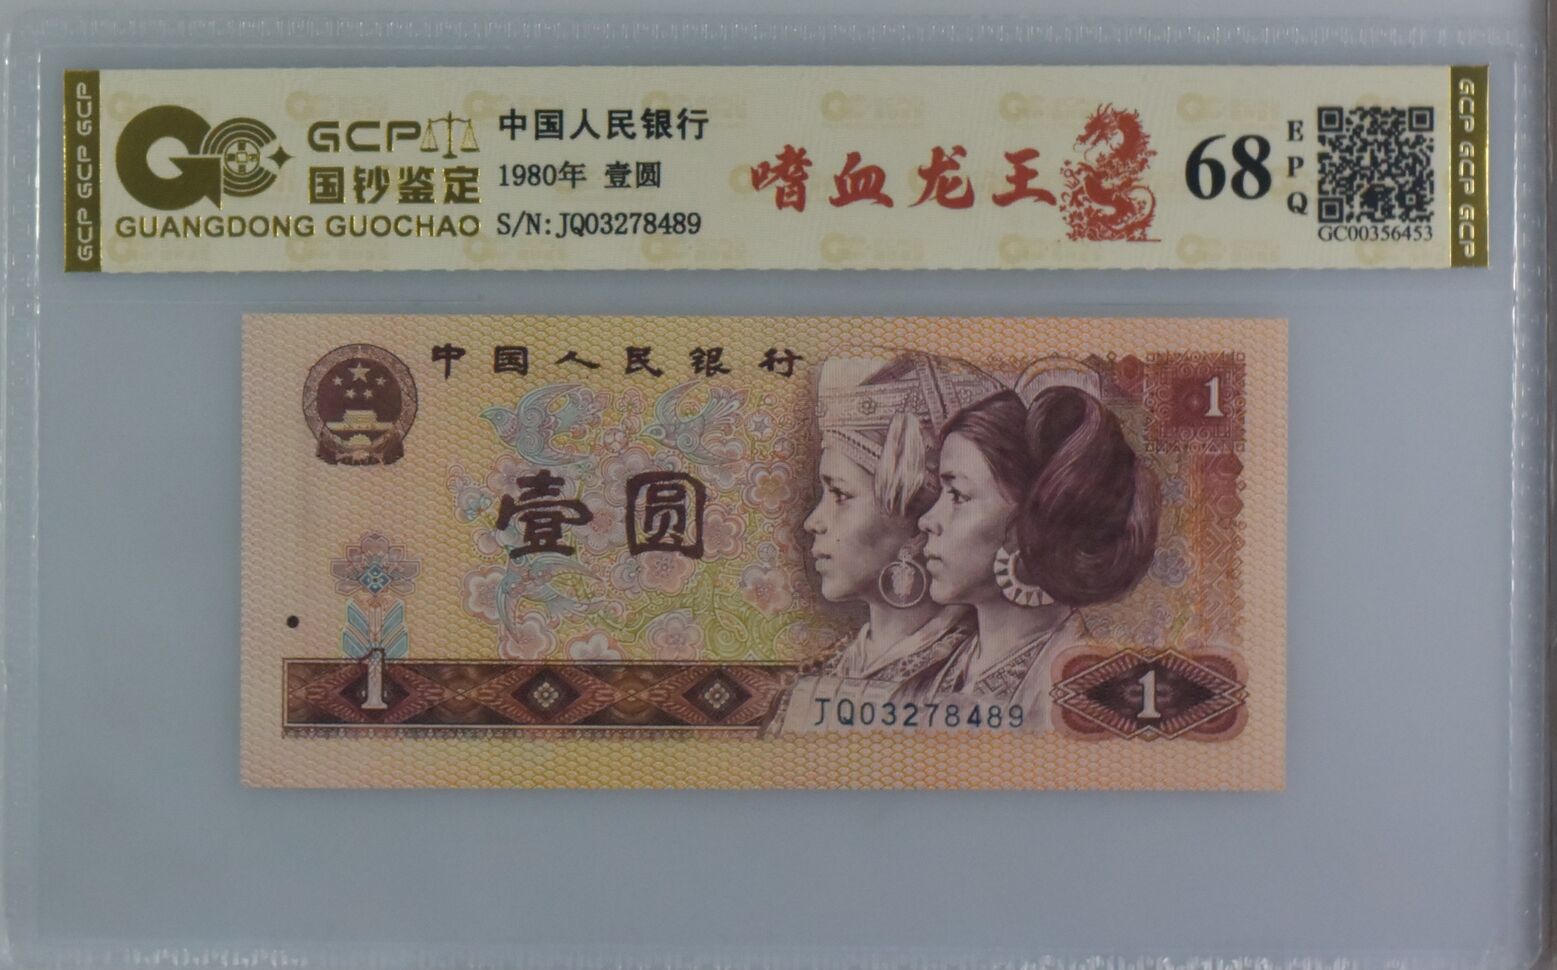 GCP GCP GCP
GCP
国钞鉴定
GUANGDONG GUOCHAO
中国人民银行
1980年 壹圆
S/N:JQ03278489
嗜血龙王
68
EPQ
GC00356453
GCP GCP GCP
中国人民银行
1
壹圆
1
JQ03278489
1